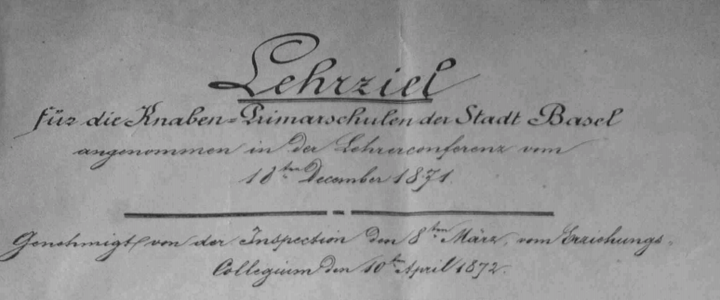 Lehrziel
für die Knaben-Primarschulen der Stadt Basel
angenommen in der Lehrerconferenz vom
18ten December 1871.
Genehmigt von der Inspection den 8ten März, vom Erziehungs-
Collegium den 10ten April 1872.